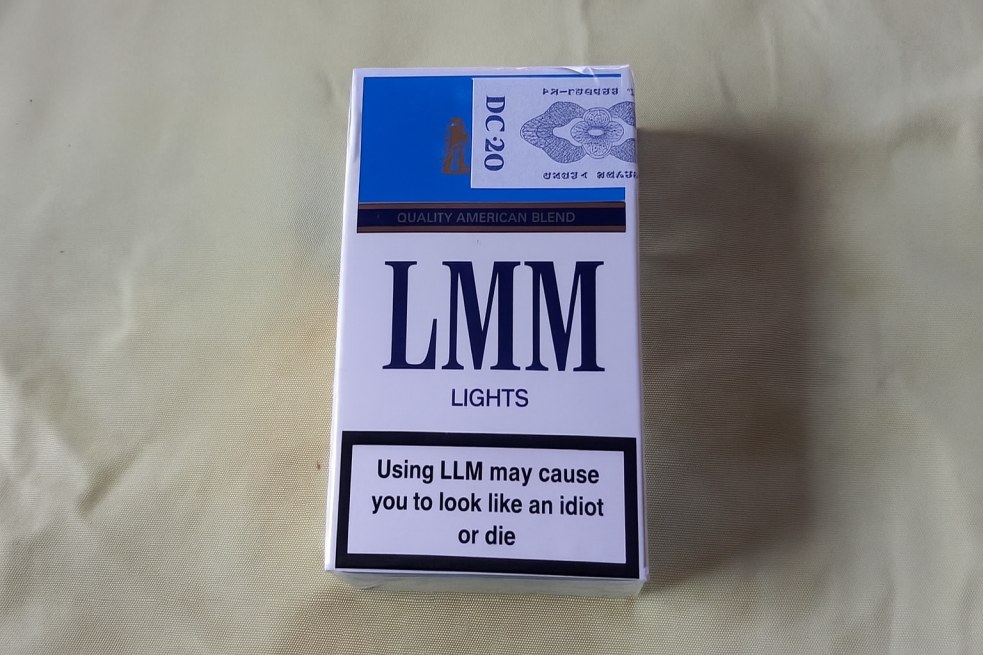 DC·20
QUALITY AMERICAN BLEND
LMM
LIGHTS
Using LLM may cause
you to look like an idiot
or die